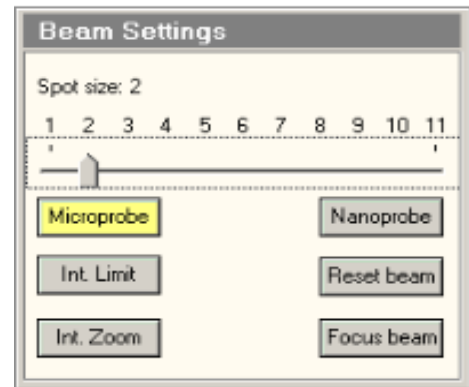 Beam Settings
Spot size: 2
1 2 3 4 5 6 7 8 9 10 11
Microprobe Nanoprobe
Int. Limit Reset beam
Int. Zoom Focus beam